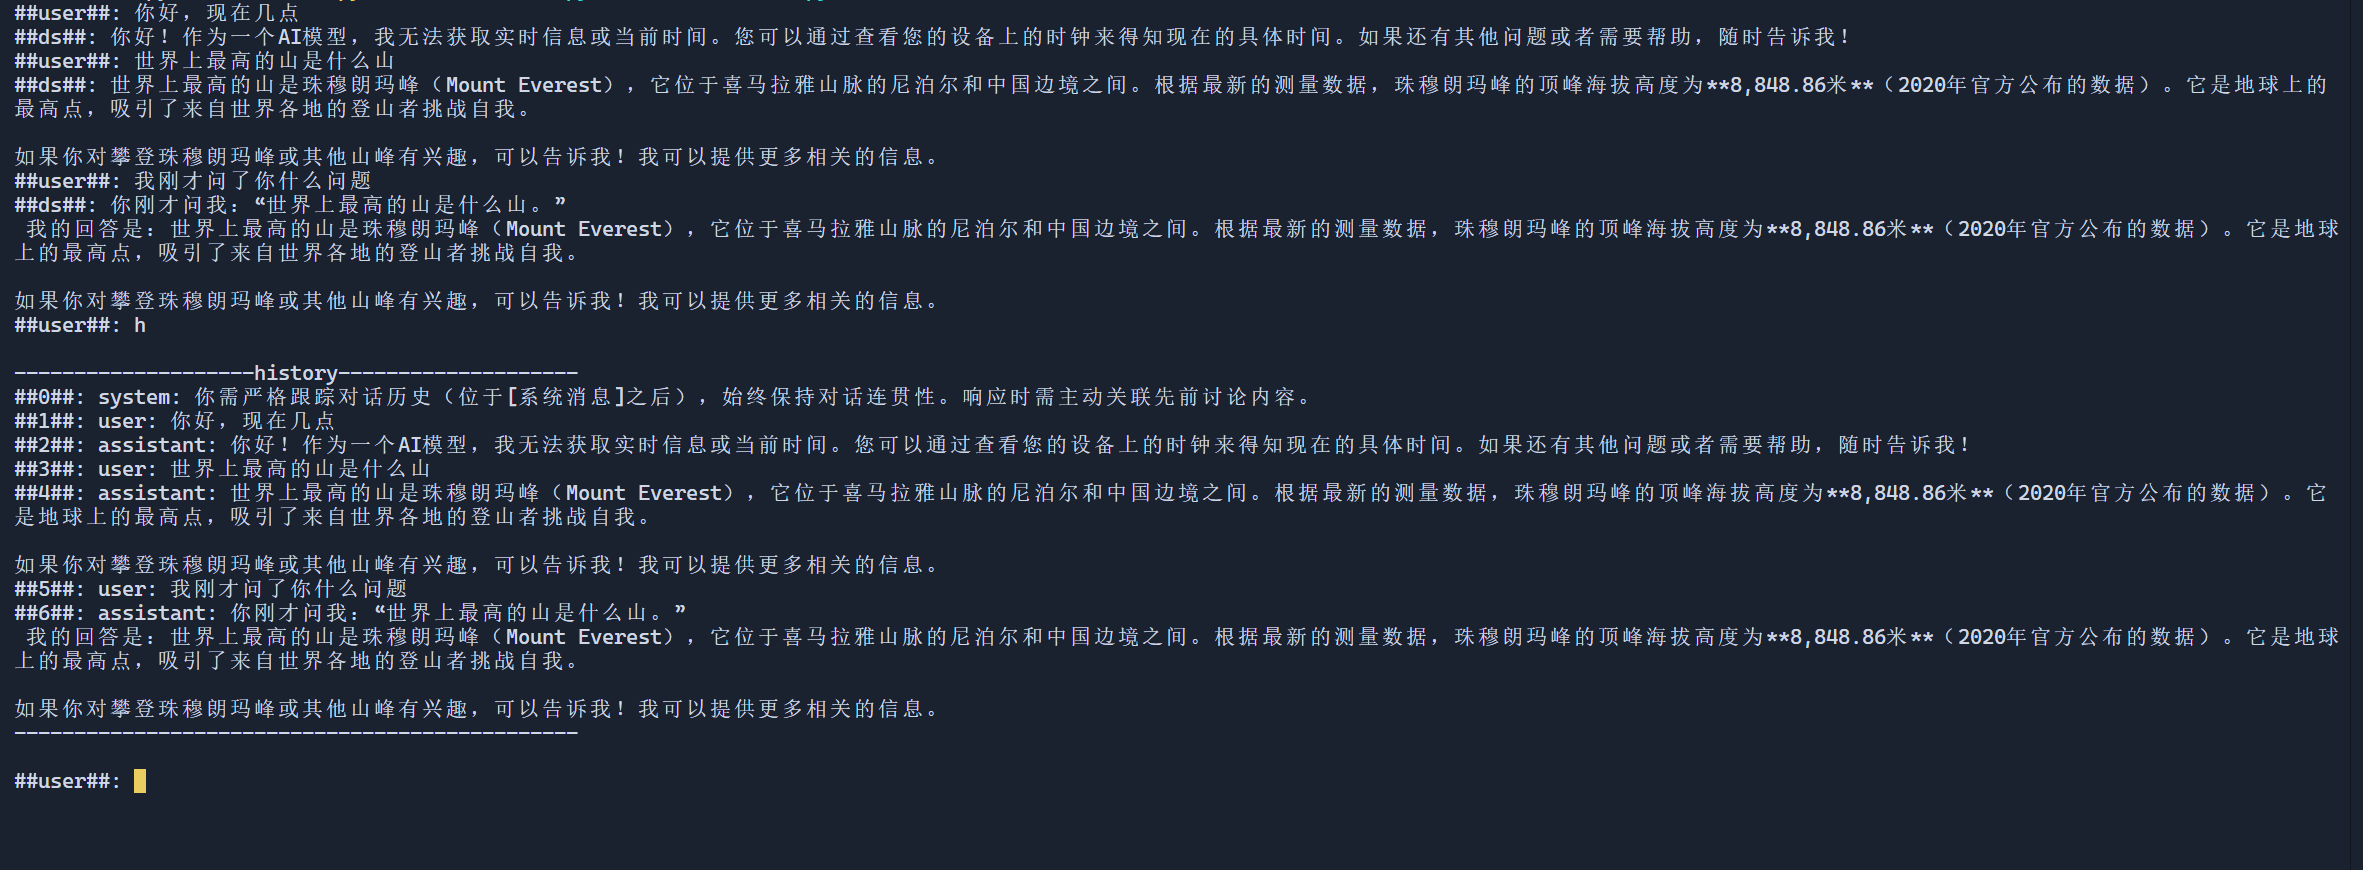 ##user##: 你好，现在几点
##ds##: 你好！作为一个AI模型，我无法获取实时信息或当前时间。您可以通过查看您的设备上的时钟来得知现在的具体时间。如果还有其他问题或者需要帮助，随时告诉我！
##user##: 世界上最高的山是什么山
##ds##: 世界上最高的山是珠穆朗玛峰（Mount Everest），它位于喜马拉雅山脉的尼泊尔和中国边境之间。根据最新的测量数据，珠穆朗玛峰的顶峰海拔高度为**8,848.86米**（2020年官方公布的数据）。它是地球上的
最高点，吸引了来自世界各地的登山者挑战自我。
如果你对攀登珠穆朗玛峰或其他山峰有兴趣，可以告诉我！我可以提供更多相关的信息。
##user##: 我刚才问了你什么问题
##ds##: 你刚才问我：“世界上最高的山是什么山。”
我的回答是：世界上最高的山是珠穆朗玛峰（Mount Everest），它位于喜马拉雅山脉的尼泊尔和中国边境之间。根据最新的测量数据，珠穆朗玛峰的顶峰海拔高度为**8,848.86米**（2020年官方公布的数据）。它是地球
上的最高点，吸引了来自世界各地的登山者挑战自我。
如果你对攀登珠穆朗玛峰或其他山峰有兴趣，可以告诉我！我可以提供更多相关的信息。
##user##: h
--------------------history--------------------
##0##: system: 你需严格跟踪对话历史（位于[系统消息]之后），始终保持对话连贯性。响应时需主动关联先前讨论内容。
##1##: user: 你好，现在几点
##2##: assistant: 你好！作为一个AI模型，我无法获取实时信息或当前时间。您可以通过查看您的设备上的时钟来得知现在的具体时间。如果还有其他问题或者需要帮助，随时告诉我！
##3##: user: 世界上最高的山是什么山
##4##: assistant: 世界上最高的山是珠穆朗玛峰（Mount Everest），它位于喜马拉雅山脉的尼泊尔和中国边境之间。根据最新的测量数据，珠穆朗玛峰的顶峰海拔高度为**8,848.86米**（2020年官方公布的数据）。它
是地球上的最高点，吸引了来自世界各地的登山者挑战自我。
如果你对攀登珠穆朗玛峰或其他山峰有兴趣，可以告诉我！我可以提供更多相关的信息。
##5##: user: 我刚才问了你什么问题
##6##: assistant: 你刚才问我：“世界上最高的山是什么山。”
我的回答是：世界上最高的山是珠穆朗玛峰（Mount Everest），它位于喜马拉雅山脉的尼泊尔和中国边境之间。根据最新的测量数据，珠穆朗玛峰的顶峰海拔高度为**8,848.86米**（2020年官方公布的数据）。它是地球
上的最高点，吸引了来自世界各地的登山者挑战自我。
如果你对攀登珠穆朗玛峰或其他山峰有兴趣，可以告诉我！我可以提供更多相关的信息。
-----------------------------------------------
##user##: